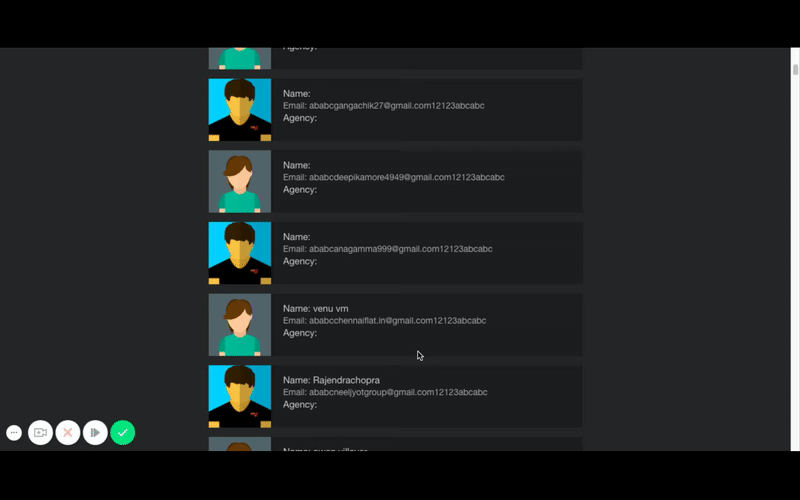 Agency:
Name:
Email: ababcgangachik27@gmail.com12123abcabc
Agency:
Name:
Email: ababcdeepikamore4949@gmail.com12123abcabc
Agency:
Name:
Email: ababcanagamma999@gmail.com12123abcabc
Agency:
Name: venu vm
Email: ababcchennaiflat.in@gmail.com12123abcabc
Agency:
Name: Rajendrachopra
Email: ababcneeljyotgroup@gmail.com12123abcabc
Agency:
Name: